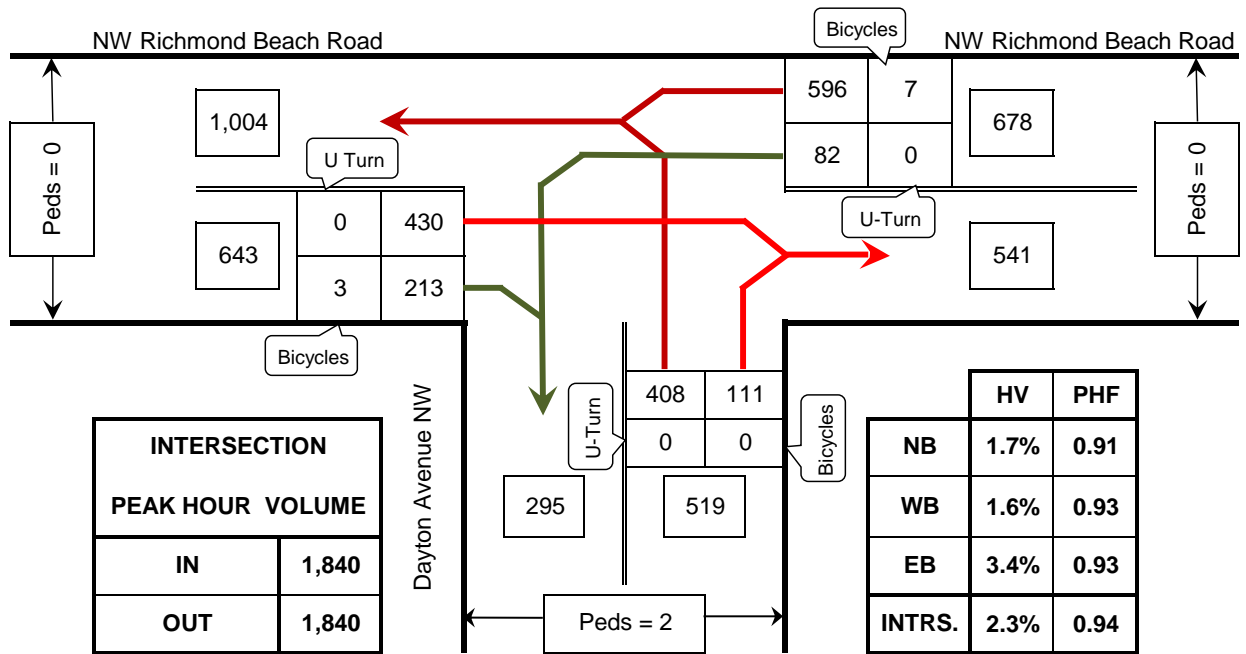 Bicycles
NW Richmond Beach Road
NW Richmond Beach Road
596 7
1,004
678
82 0
U Turn
Peds = 0
Peds = 0
0 430
U-Turn
643
541
3 213
Bicycles
408 111
U-Turn
0 0
Bicycles
Dayton Avenue NW
295
519
Peds = 2
INTERSECTION
PEAK HOUR VOLUME
IN 1,840
OUT 1,840
HV PHF
NB 1.7% 0.91
WB 1.6% 0.93
EB 3.4% 0.93
INTRS. 2.3% 0.94